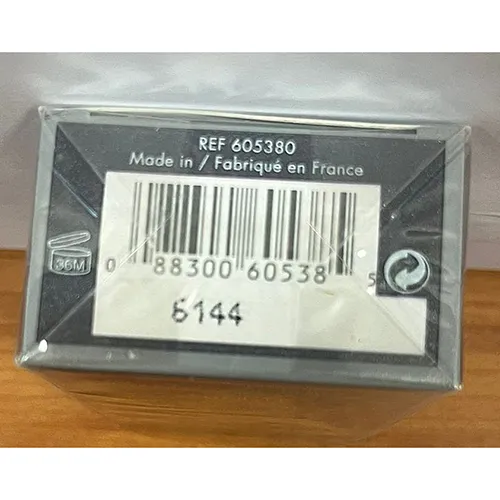 REF 605380
Made in / Fabriqué en France
36M
0 88300 60538 5
6144